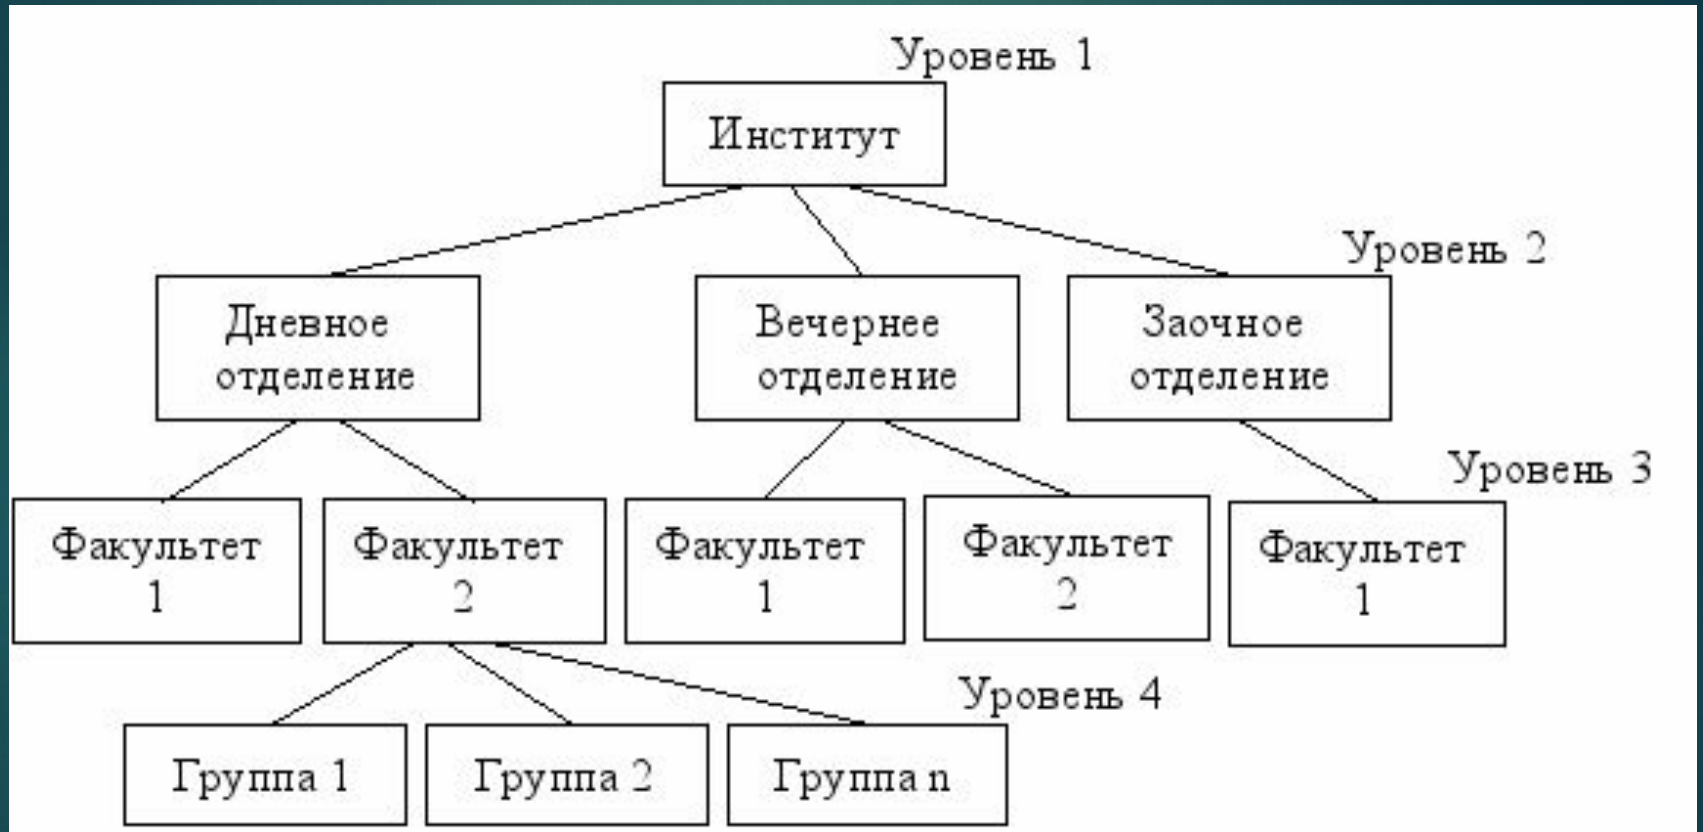 Уровень 1
Институт
Уровень 2
Дневное
отделение
Вечернее
отделение
Заочное
отделение
Уровень 3
Факультет
1
Факультет
2
Факультет
1
Факультет
2
Факультет
1
Уровень 4
Группа 1
Группа 2
Группа n